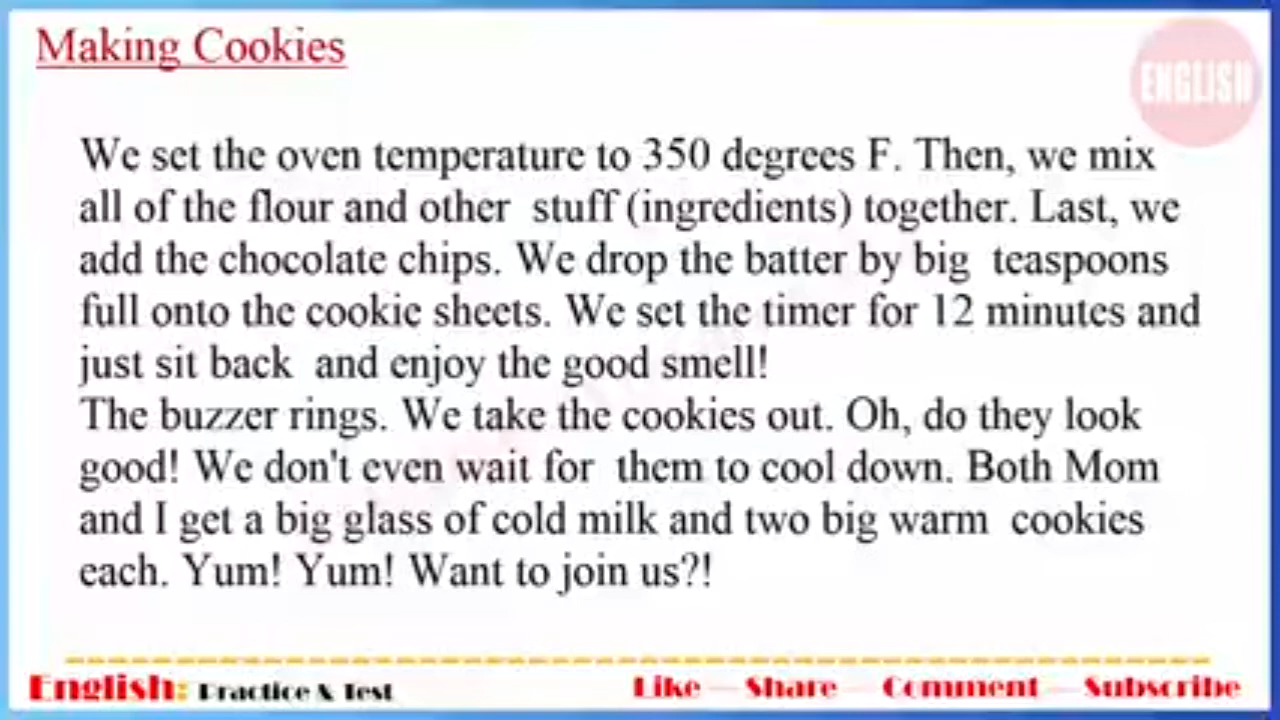 Making Cookies
ENGLISH
We set the oven temperature to 350 degrees F. Then, we mix
all of the flour and other stuff (ingredients) together. Last, we
add the chocolate chips. We drop the batter by big teaspoons
full onto the cookie sheets. We set the timer for 12 minutes and
just sit back and enjoy the good smell!
The buzzer rings. We take the cookies out. Oh, do they look
good! We don't even wait for them to cool down. Both Mom
and I get a big glass of cold milk and two big warm cookies
each. Yum! Yum! Want to join us?!
English: Practice & Test
Like — Share — Comment — Subscribe